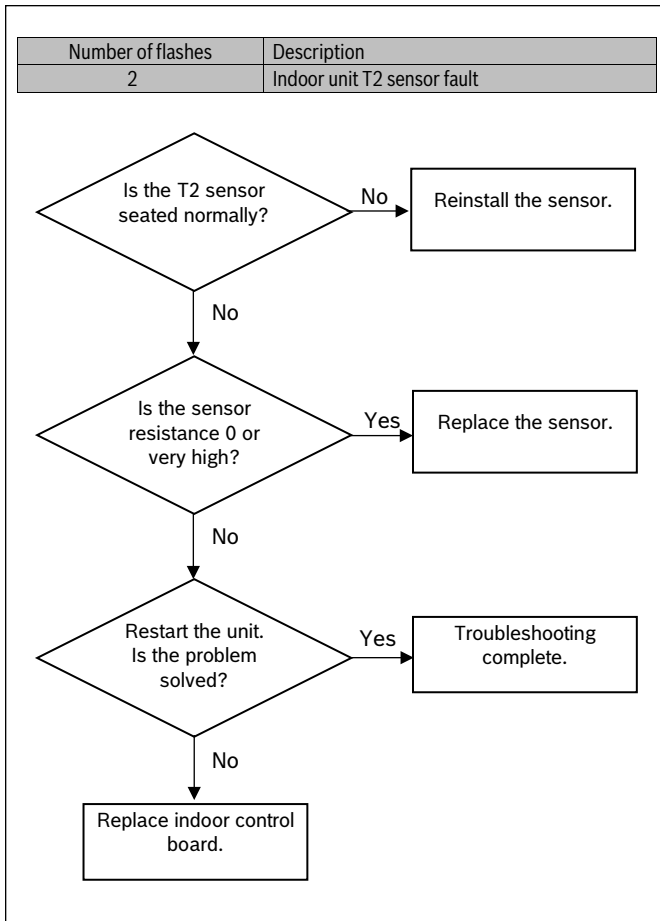 Number of flashes Description
2 Indoor unit T2 sensor fault
Is the T2 sensor
seated normally?
No
Reinstall the sensor.
No
Is the sensor
resistance 0 or
very high?
Yes
Replace the sensor.
No
Restart the unit.
Is the problem
solved?
Yes
Troubleshooting
complete.
No
Replace indoor control
board.